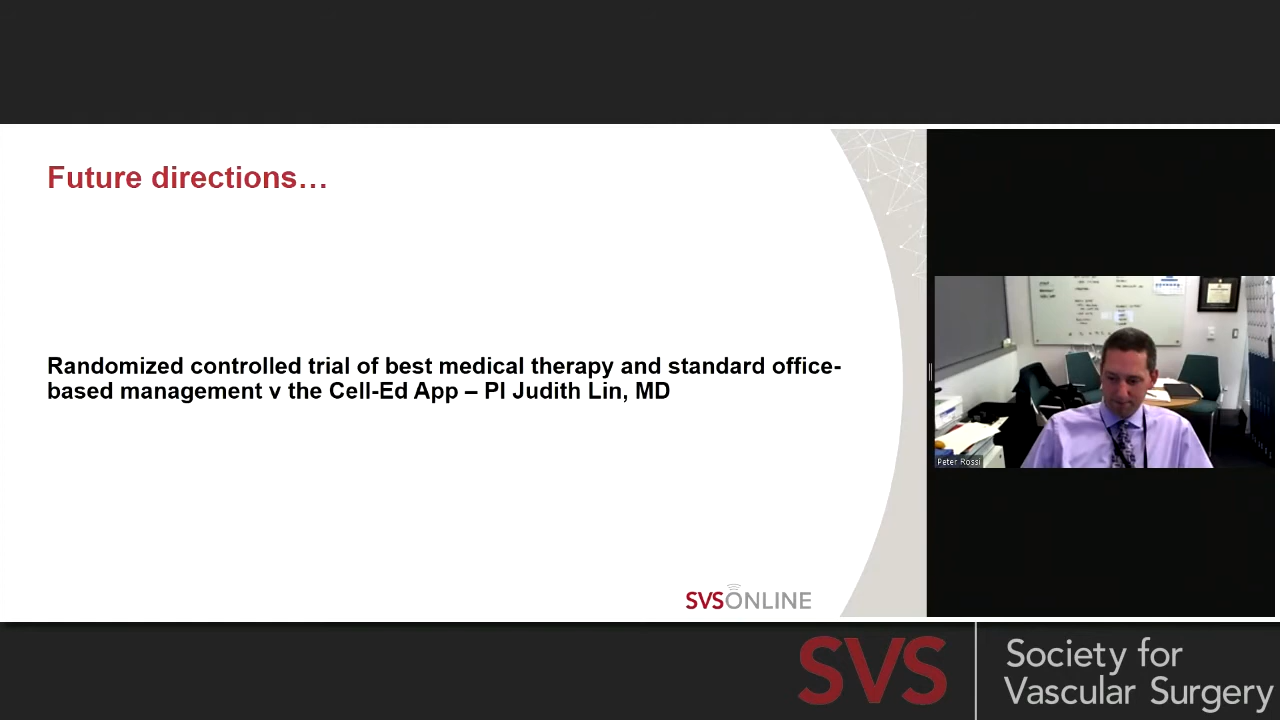 Future directions…
Randomized controlled trial of best medical therapy and standard office-
based management v the Cell-Ed App – PI Judith Lin, MD
SVSONLINE
Peter Rossi
SVS
Society for
Vascular Surgery